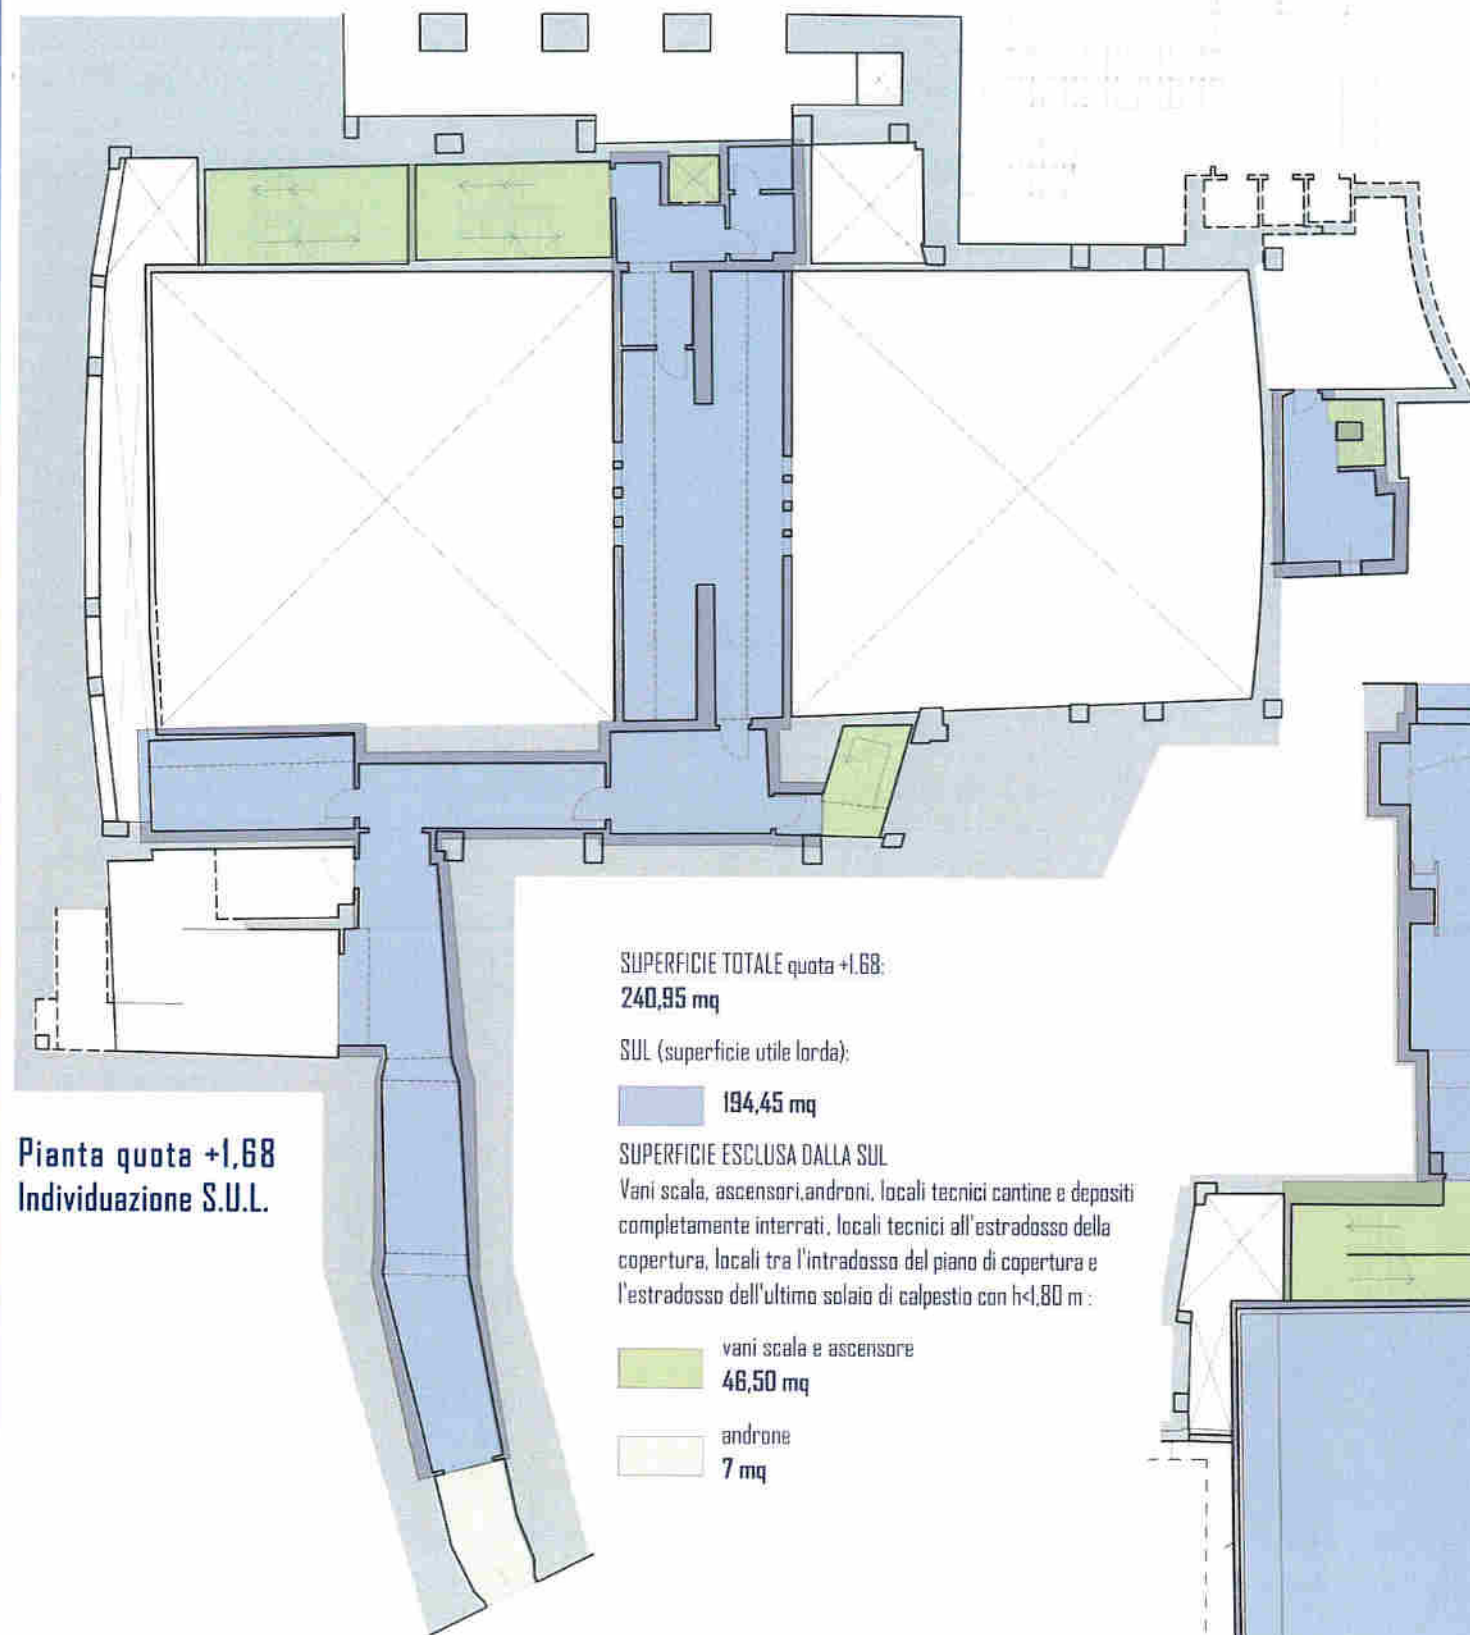 SUPERFICIE TOTALE quota +1.68:
240,95 mq
SUL (superficie utile lorda):
194,45 mq
SUPERFICIE ESCLUSA DALLA SUL
Vani scala, ascensori,androni, locali tecnici cantine e depositi
completamente interrati, locali tecnici all'estradosso della
copertura, locali tra l'intradosso del piano di copertura e
l'estradosso dell'ultimo solaio di calpestio con h<1,80 m :
vani scala e ascensore
46,50 mq
androne
7 mq
Pianta quota +1,68
Individuazione S.U.L.